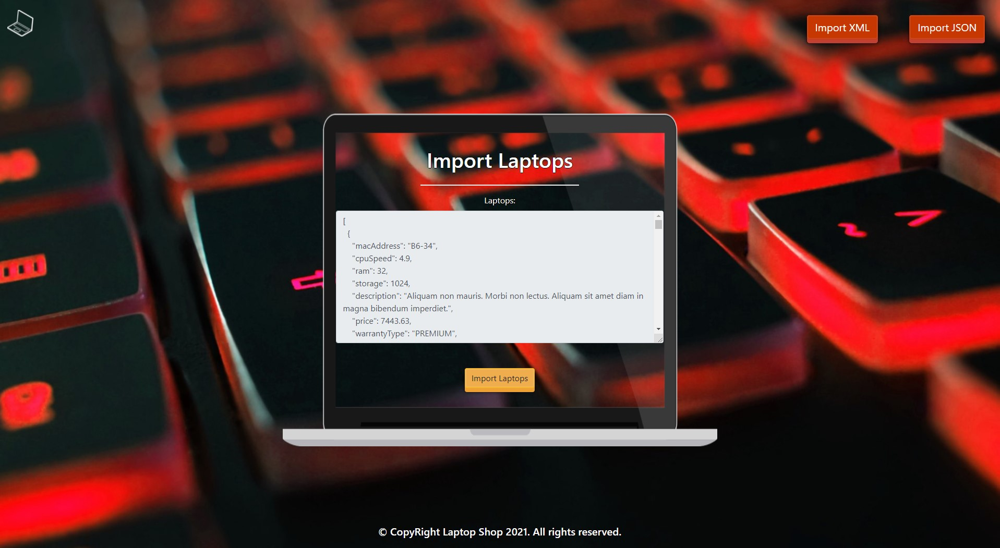 Import XML
Import JSON
Import Laptops
Laptops:
[
{
"macAddress": "B6-34",
"cpuSpeed": 4.9,
"ram": 32,
"storage": 1024,
"description": "Aliquam non mauris. Morbi non lectus. Aliquam sit amet diam in
magna bibendum imperdiet.",
"price": 7443.63,
"warrantyType": "PREMIUM",
Import Laptops
© CopyRight Laptop Shop 2021. All rights reserved.